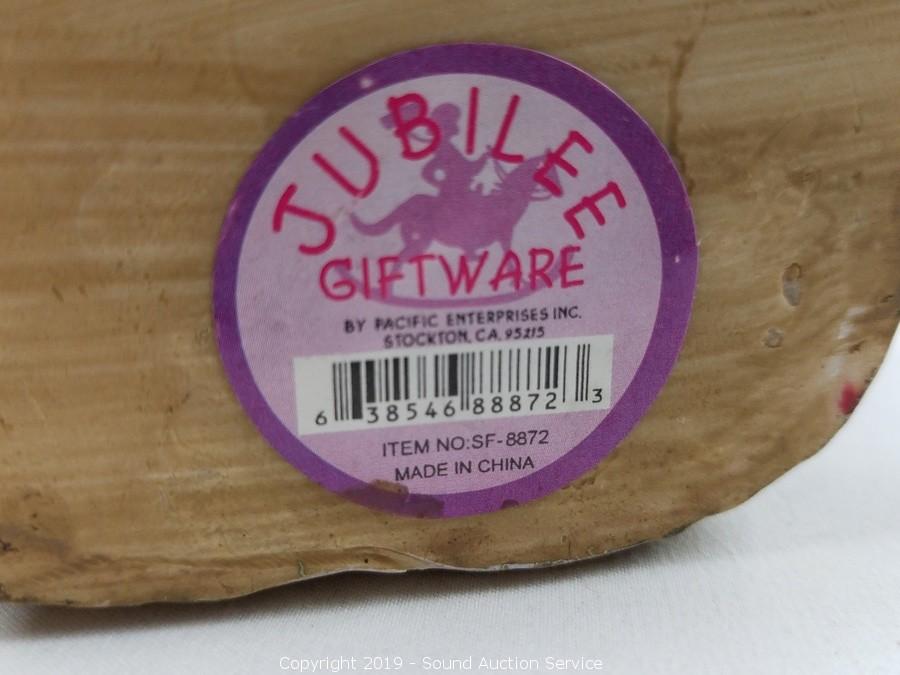 JUBILEE
GIFTWARE
BY PACIFIC ENTERPRISES INC.
STOCKTON, CA. 95215
6 38546 88872 3
ITEM NO:SF-8872
MADE IN CHINA
Copyright 2019 - Sound Auction Service